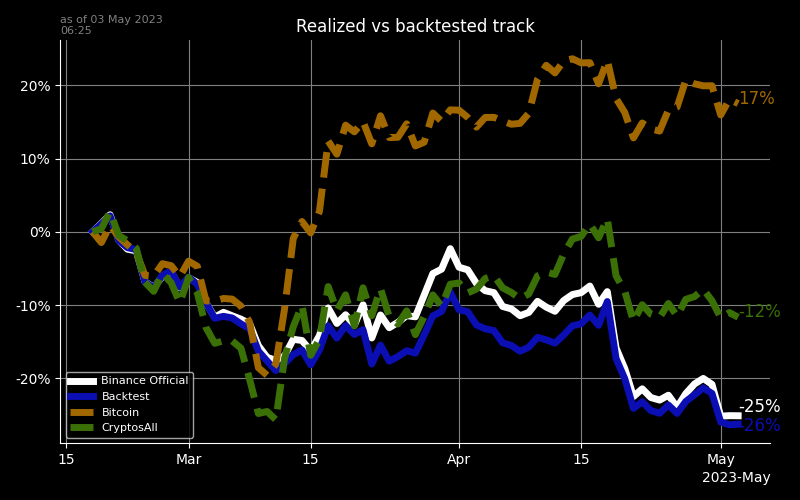 as of 03 May 2023
06:25
Realized vs backtested track
20%
10%
0%
-10%
-20%
17%
-12%
-25%
-26%
Binance Official
Backtest
Bitcoin
CryptosAll
15
Mar
15
Apr
15
May
2023-May